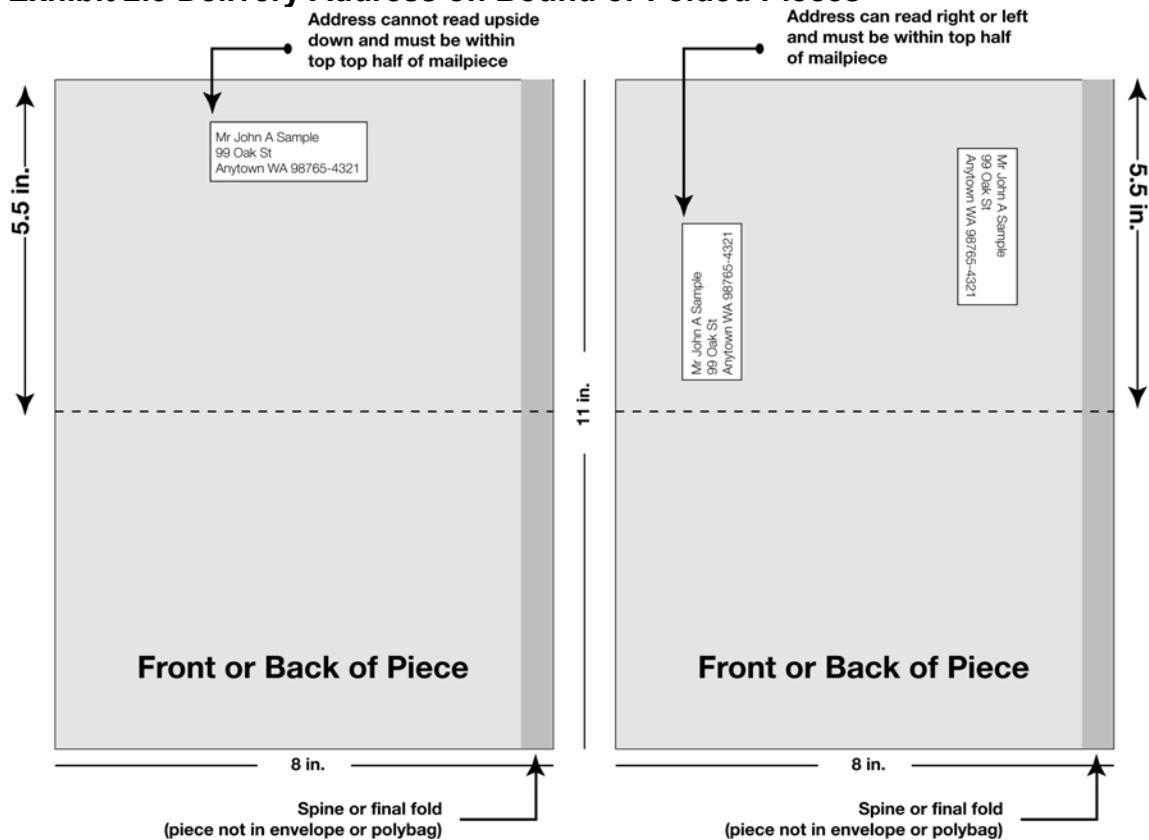 Address cannot read upside
down and must be within
top top half of mailpiece
Address can read right or left
and must be within top half
of mailpiece
5.5 in.
Mr John A Sample
99 Oak St
Anytown WA 98765-4321
11 in.
Mr John A Sample
99 Oak St
Anytown WA 98765-4321
Mr John A Sample
99 Oak St
Anytown WA 98765-4321
5.5 in.
Front or Back of Piece
Front or Back of Piece
8 in.
8 in.
Spine or final fold
(piece not in envelope or polybag)
Spine or final fold
(piece not in envelope or polybag)